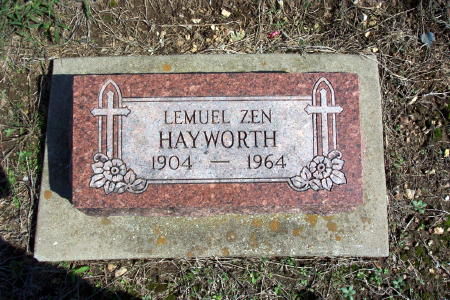 LEMUEL ZEN
HAYWORTH
1904 — 1964